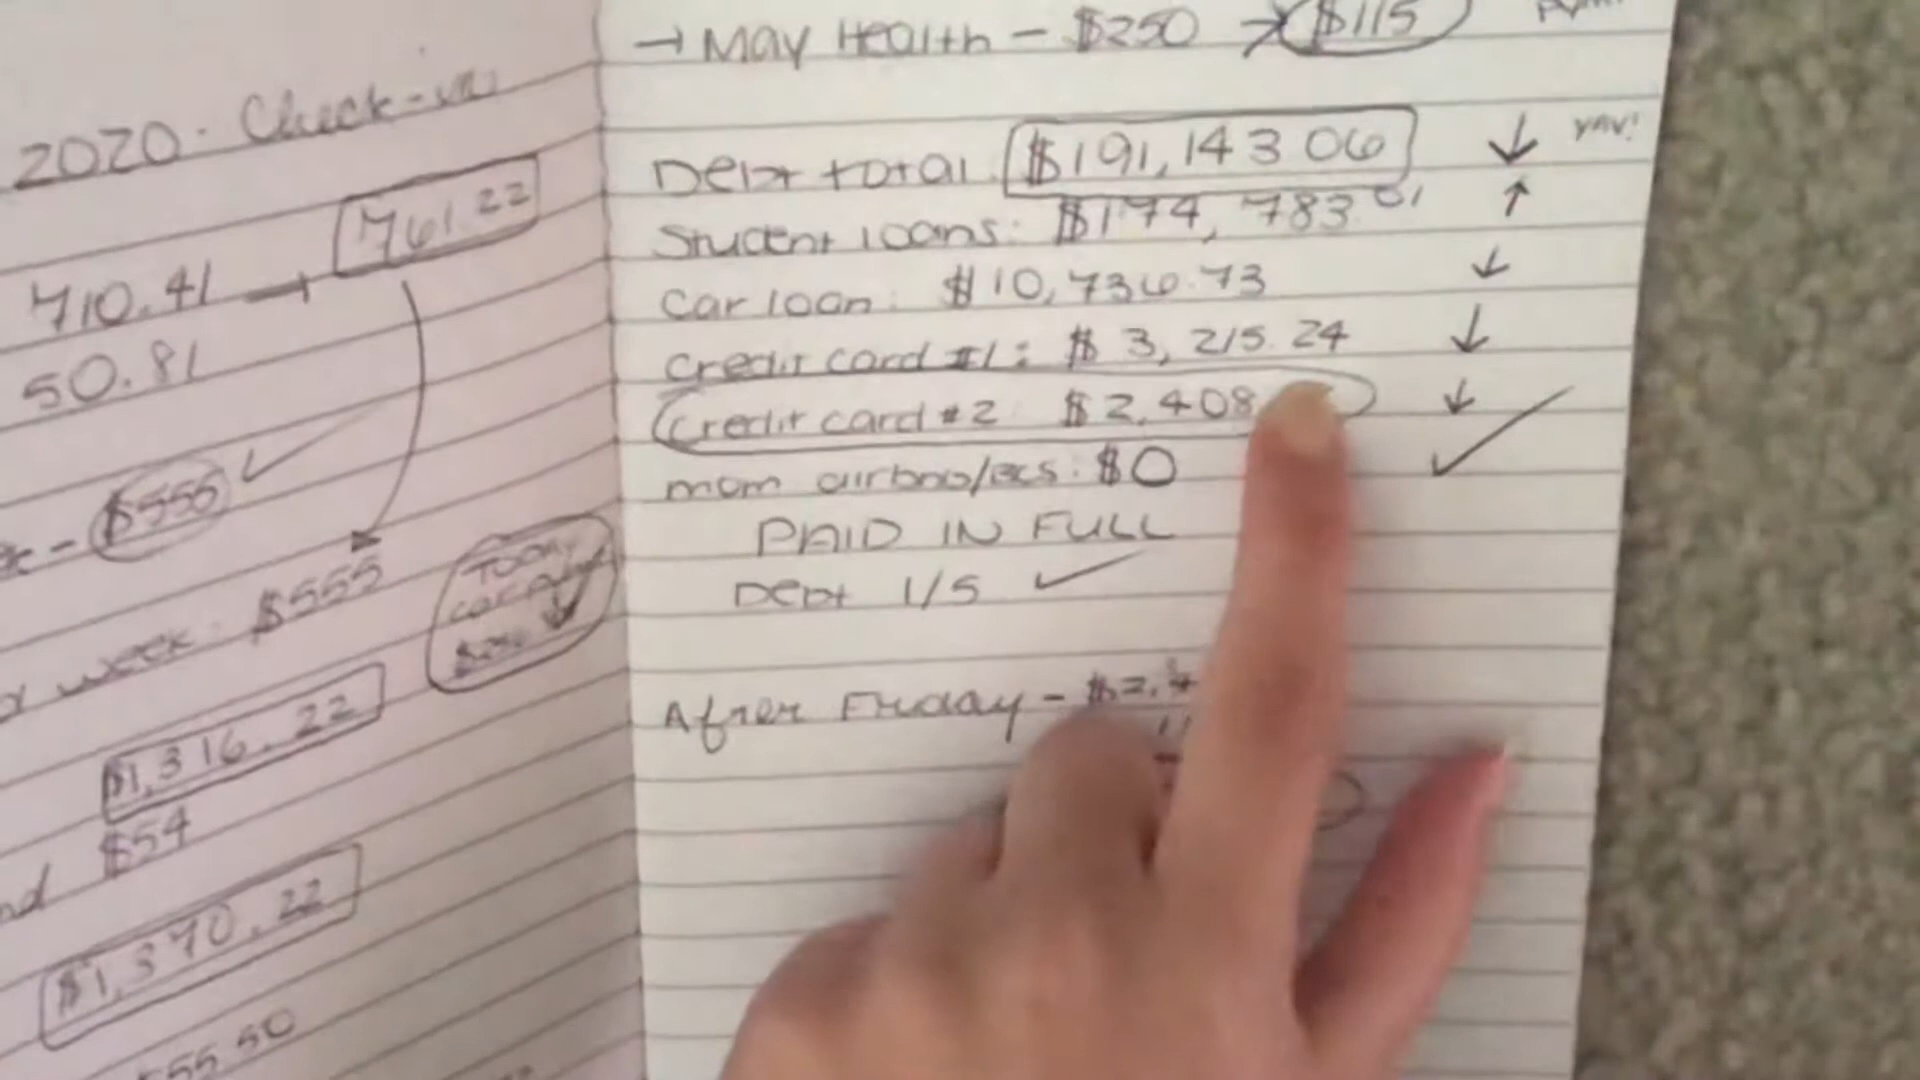 2020 · Check-in
710.41 → 761.22
50.81
$555 ✓
week: $555
TODAY
$1,316.22
$54
$1,370.22
→ May Health - $250 → $115
Debt total $191,143 06 ↓ YAY!
Student loans: $174, 783 01 ↑
Car loan: $10,736.73 ↓
Credit card #1: $3,215.24 ↓
Credit card #2 $2,408 ↓
mom airbnb/bcs: $0 ✓
PAID IN FULL
Debt 1/5 ✓
After Friday - $2,4